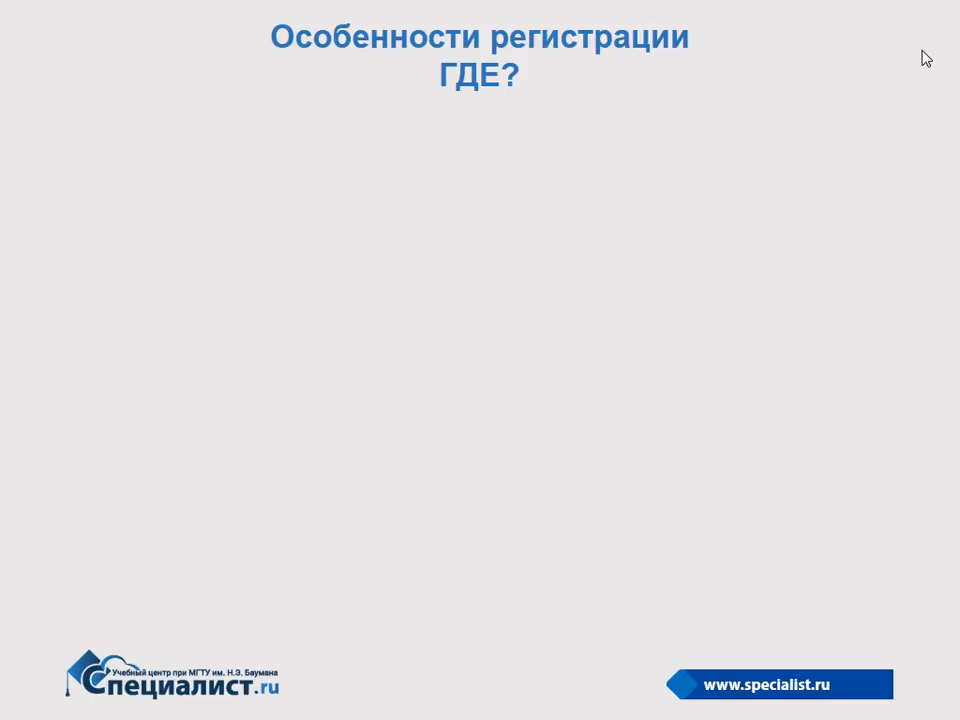 Особенности регистрации
ГДЕ?
Учебный центр при МГТУ им. Н.Э. Баумана
Специалист.ru
www.specialist.ru